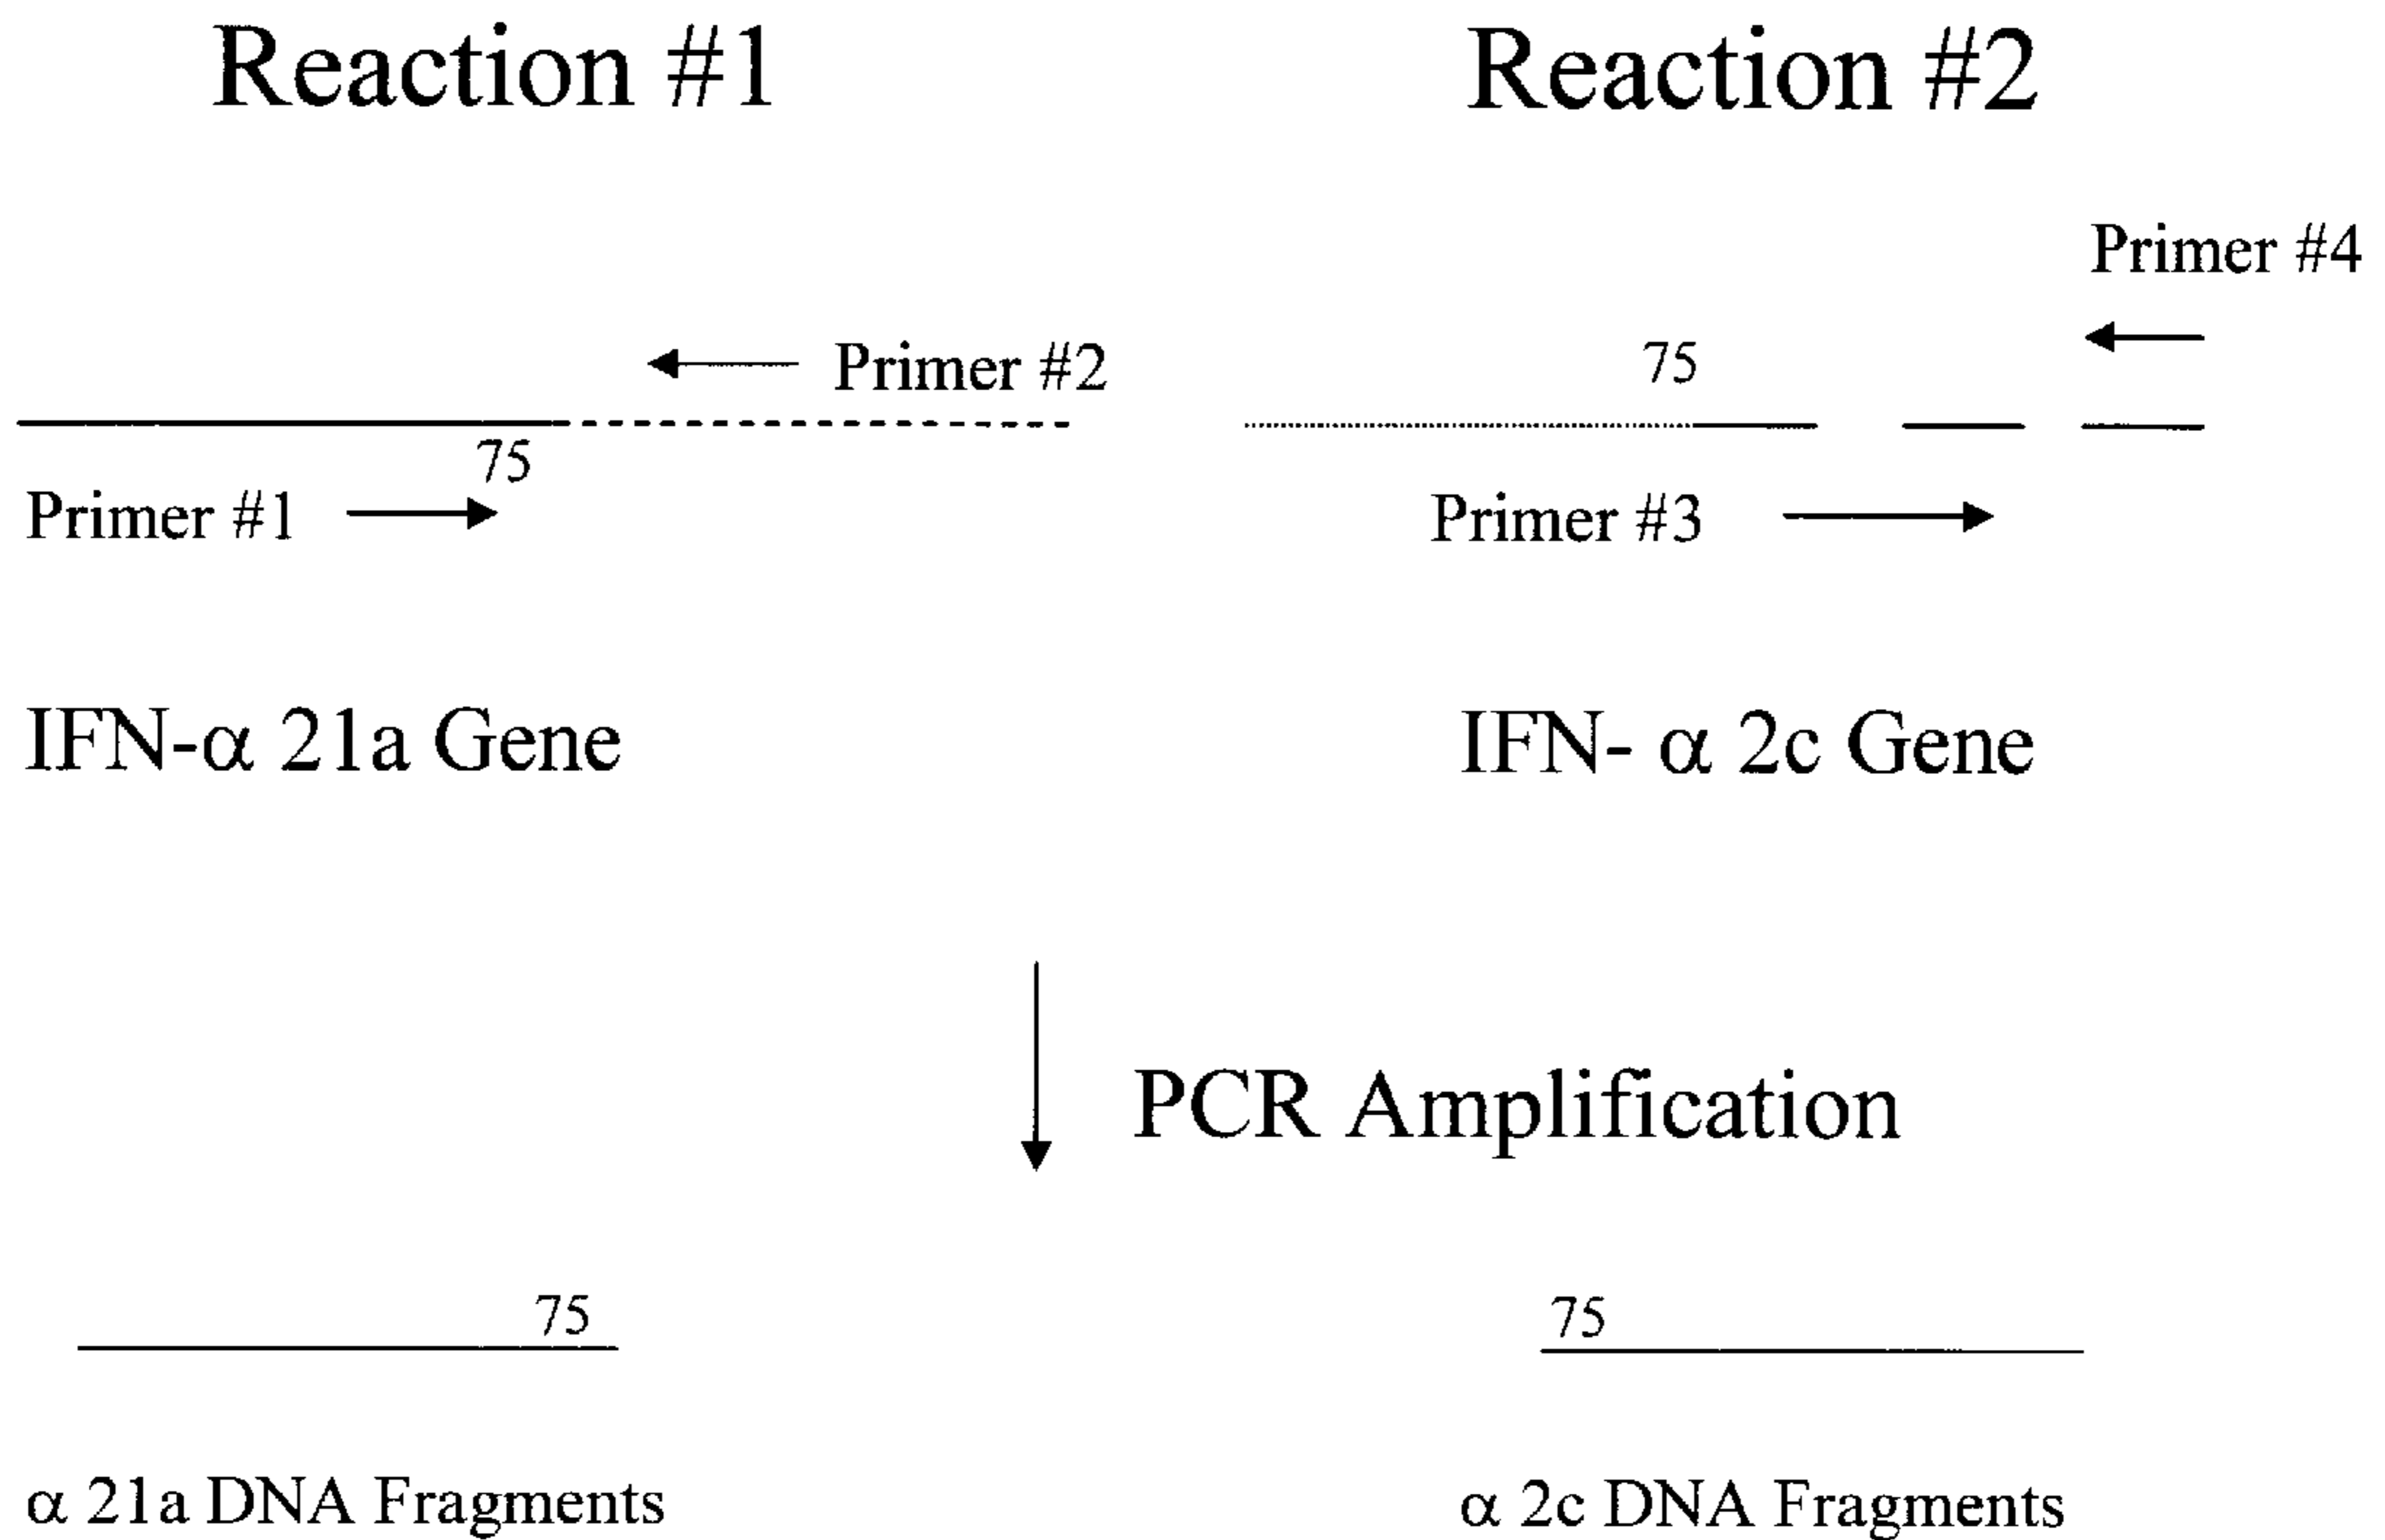 Reaction #1
Reaction #2
Primer #4
Primer #2
75
75
Primer #1
Primer #3
IFN-α 21a Gene
IFN- α 2c Gene
PCR Amplification
75
75
α 21a DNA Fragments
α 2c DNA Fragments